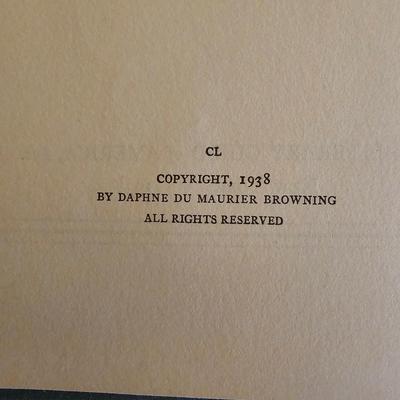 CL
COPYRIGHT, 1938
BY DAPHNE DU MAURIER BROWNING
ALL RIGHTS RESERVED